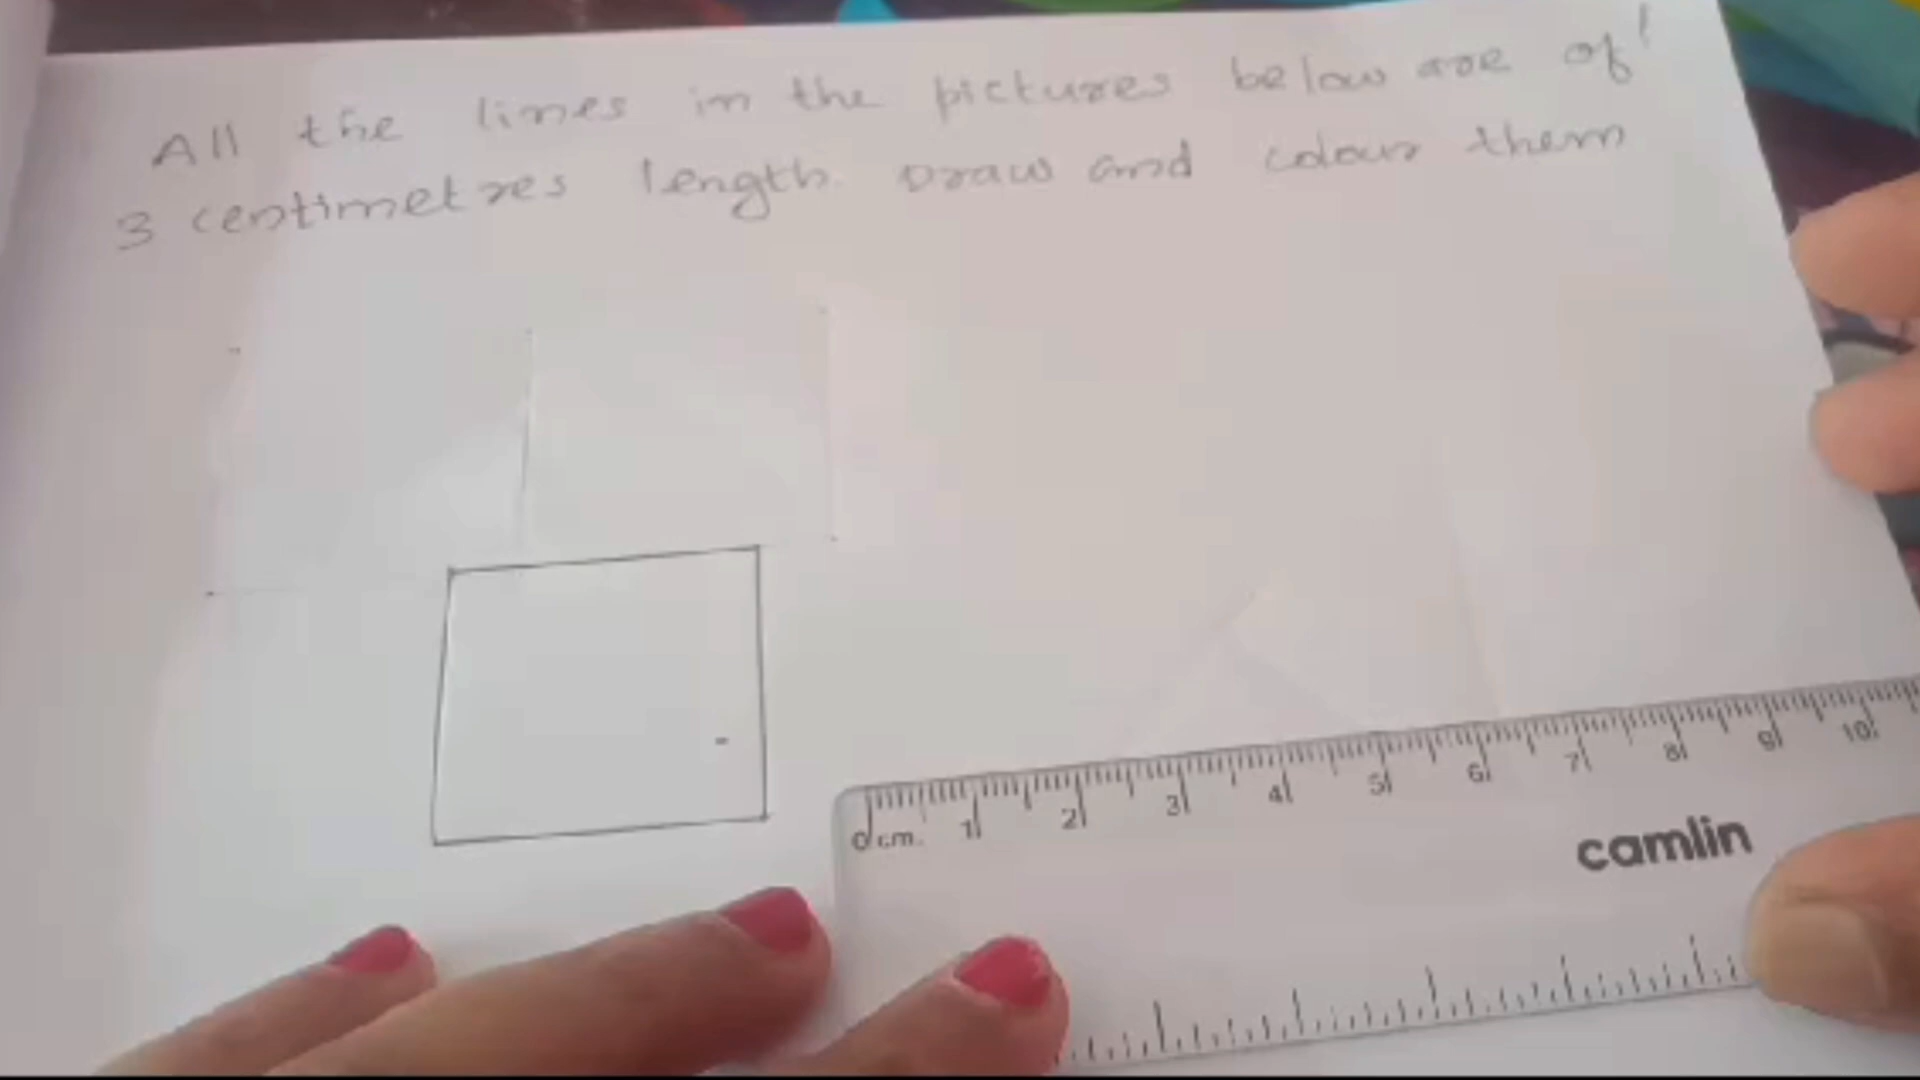 All the lines in the pictures below are of
3 centimetres length. Draw and colour them
0 cm. 1 2 3 4 5 6 7 8 9 10
camlin